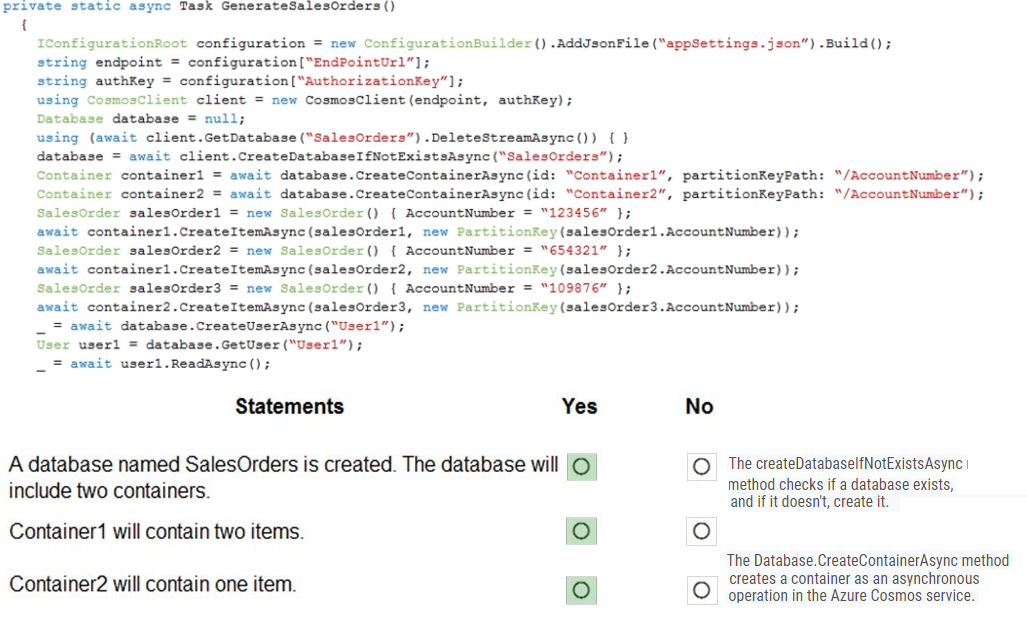 private static async Task GenerateSalesOrders()
{
IConfigurationRoot configuration = new ConfigurationBuilder().AddJsonFile(“appSettings.json”).Build();
string endpoint = configuration[“EndPointUrl”];
string authKey = configuration[“AuthorizationKey”];
using CosmosClient client = new CosmosClient(endpoint, authKey);
Database database = null;
using (await client.GetDatabase(“SalesOrders”).DeleteStreamAsync()) { }
database = await client.CreateDatabaseIfNotExistsAsync(“SalesOrders”);
Container container1 = await database.CreateContainerAsync(id: “Container1”, partitionKeyPath: “/AccountNumber”);
Container container2 = await database.CreateContainerAsync(id: “Container2”, partitionKeyPath: “/AccountNumber”);
SalesOrder salesOrder1 = new SalesOrder() { AccountNumber = “123456” };
await container1.CreateItemAsync(salesOrder1, new PartitionKey(salesOrder1.AccountNumber));
SalesOrder salesOrder2 = new SalesOrder() { AccountNumber = “654321” };
await container1.CreateItemAsync(salesOrder2, new PartitionKey(salesOrder2.AccountNumber));
SalesOrder salesOrder3 = new SalesOrder() { AccountNumber = “109876” };
await container2.CreateItemAsync(salesOrder3, new PartitionKey(salesOrder3.AccountNumber));
_ = await database.CreateUserAsync(“User1”);
User user1 = database.GetUser(“User1”);
_ = await user1.ReadAsync();
Statements Yes No
A database named SalesOrders is created. The database will
include two containers.
The createDatabaseIfNotExistsAsync
method checks if a database exists,
and if it doesn't, create it.
Container1 will contain two items.
Container2 will contain one item.
The Database.CreateContainerAsync method
creates a container as an asynchronous
operation in the Azure Cosmos service.